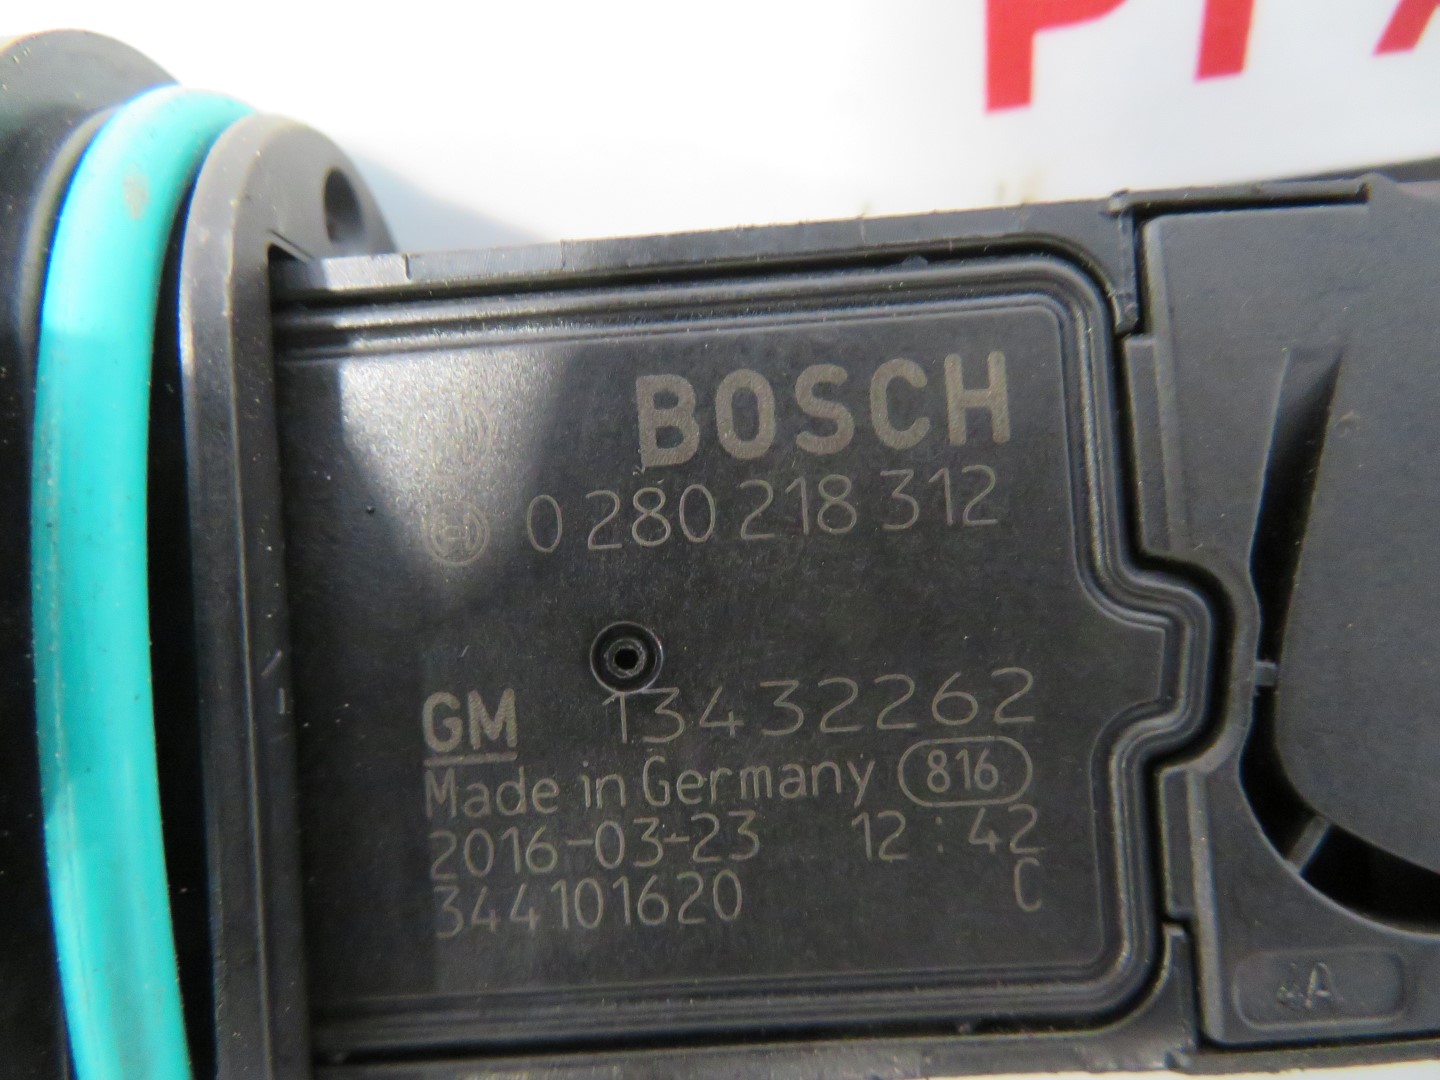 BOSCH
0 280 218 312
GM 13432262
Made in Germany 816
2016-03-23 12:42
344101620 C